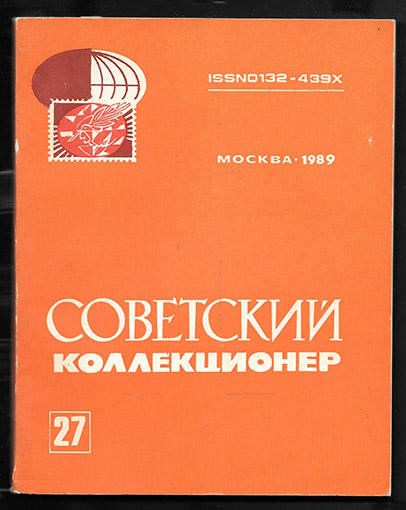 ISSN0132-439X
МОСКВА·1989
СОВЕТСКИЙ
КОЛЛЕКЦИОНЕР
27